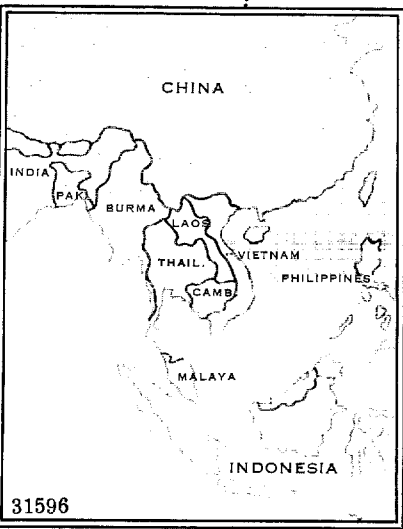 CHINA
INDIA
PAK.
BURMA
LAOS
THAIL.
VIETNAM
CAMB.
PHILIPPINES
MALAYA
INDONESIA
31596